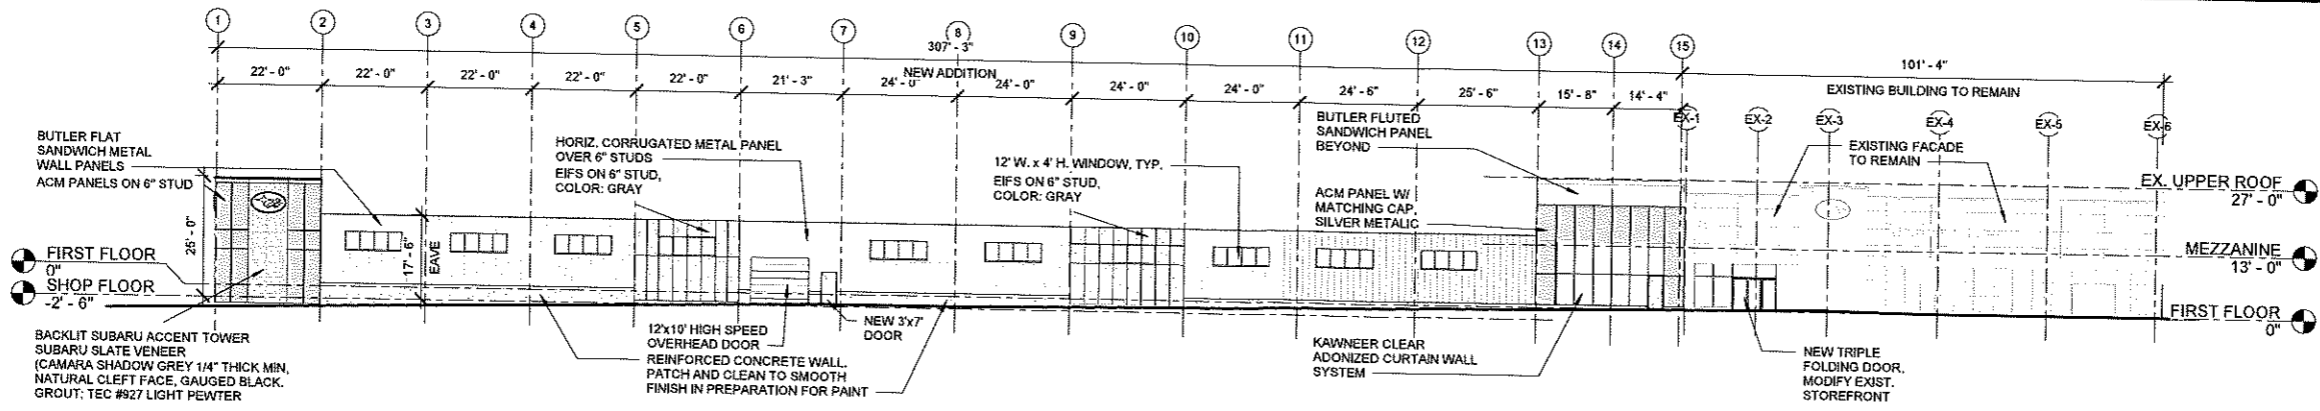 1 2 3 4 5 6 7 8 9 10 11 12 13 14 15
307' - 3"
NEW ADDITION
22' - 0" 22' - 0" 22' - 0" 22' - 0" 22' - 0" 21' - 3" 24' - 0" 24' - 0" 24' - 0" 24' - 0" 24' - 6" 25' - 6" 15' - 8" 14' - 4"
101' - 4"
EXISTING BUILDING TO REMAIN
EX-1 EX-2 EX-3 EX-4 EX-5 EX-6
BUTLER FLAT
SANDWICH METAL
WALL PANELS
ACM PANELS ON 6" STUD
25' - 0"
17' - 6"
EAVE
FIRST FLOOR
0"
SHOP FLOOR
-2' - 6"
BACKLIT SUBARU ACCENT TOWER
SUBARU SLATE VENEER
(CAMARA SHADOW GREY 1/4" THICK MIN,
NATURAL CLEFT FACE, GAUGED BLACK.
GROUT; TEC #927 LIGHT PEWTER
HORIZ. CORRUGATED METAL PANEL
OVER 6" STUDS
EIFS ON 6" STUD,
COLOR: GRAY
12'x10' HIGH SPEED
OVERHEAD DOOR
REINFORCED CONCRETE WALL.
PATCH AND CLEAN TO SMOOTH
FINISH IN PREPARATION FOR PAINT
NEW 3'x7'
DOOR
12' W. x 4' H. WINDOW, TYP.
EIFS ON 6" STUD,
COLOR: GRAY
BUTLER FLUTED
SANDWICH PANEL
BEYOND
ACM PANEL W/
MATCHING CAP,
SILVER METALIC
KAWNEER CLEAR
ADONIZED CURTAIN WALL
SYSTEM
EXISTING FACADE
TO REMAIN
NEW TRIPLE
FOLDING DOOR,
MODIFY EXIST.
STOREFRONT
EX. UPPER ROOF
27' - 0"
MEZZANINE
13' - 0"
FIRST FLOOR
0"